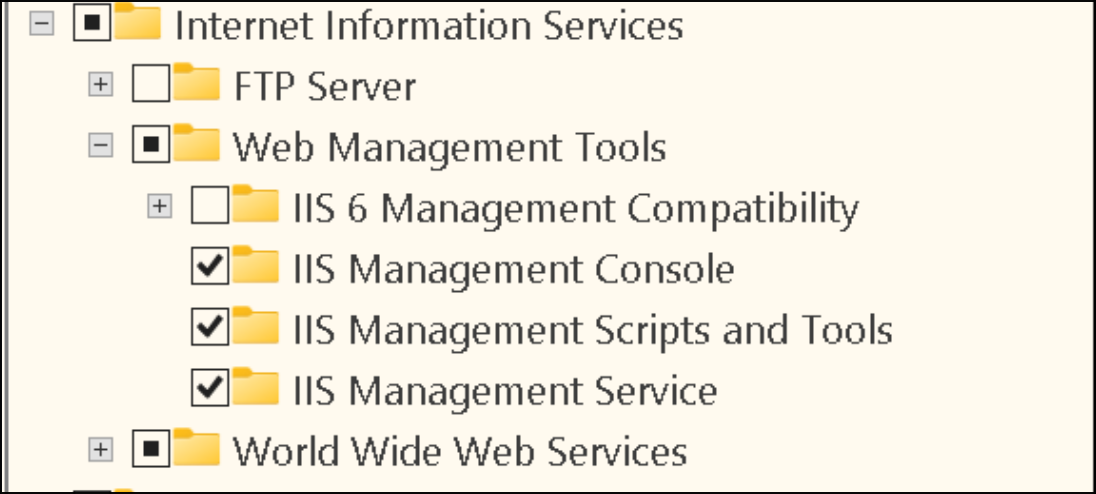 Internet Information Services
FTP Server
Web Management Tools
IIS 6 Management Compatibility
IIS Management Console
IIS Management Scripts and Tools
IIS Management Service
World Wide Web Services